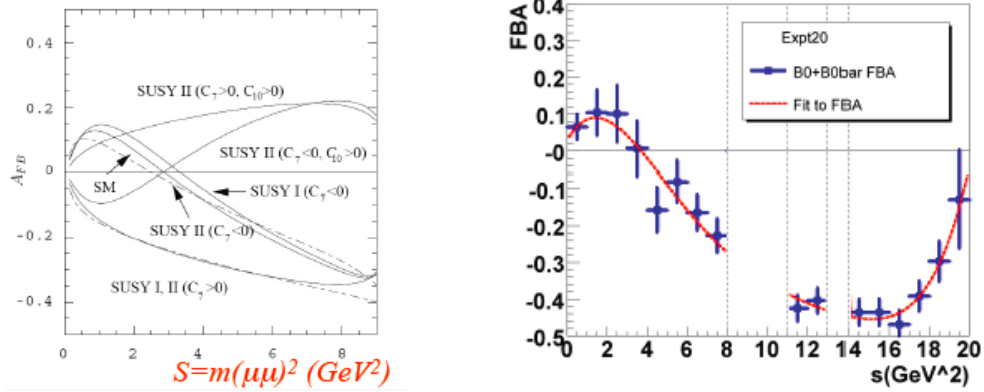 0.4
0.2
0
-0.2
-0.4
A_FB
SUSY II (C_7>0, C_10>0)
SUSY II (C_7<0, C_10>0)
SM
SUSY I (C_7<0)
SUSY II (C_7<0)
SUSY I, II (C_7>0)
0 2 4 6 8
S=m(μμ)² (GeV²)
FBA
0.4
0.3
0.2
0.1
-0
-0.1
-0.2
-0.3
-0.4
-0.5
Expt20
B0+B0bar FBA
Fit to FBA
0 2 4 6 8 10 12 14 16 18 20
s(GeV^2)